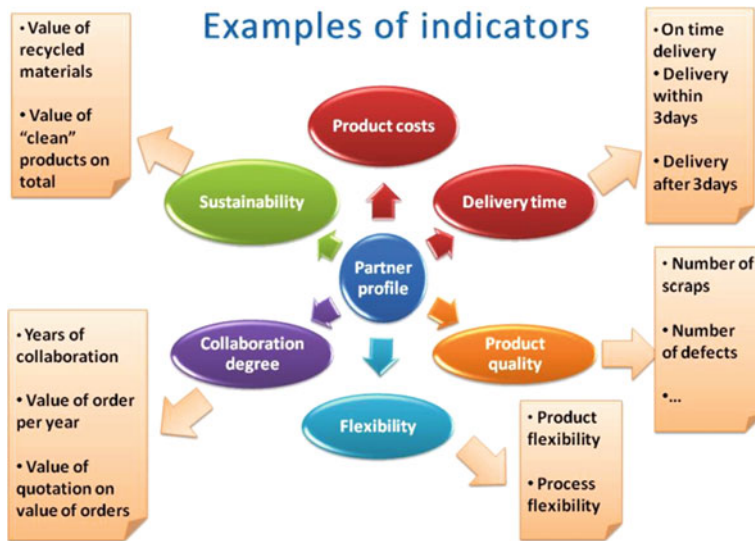 Examples of indicators
• Value of
recycled
materials
• Value of
“clean”
products on
total
• On time
delivery
• Delivery
within
3days
• Delivery
after 3days
Product costs
Sustainability
Delivery time
Partner
profile
Collaboration
degree
Product
quality
Flexibility
• Number of
scraps
• Number
of defects
•...
• Years of
collaboration
• Value of order
per year
• Value of
quotation on
value of orders
• Product
flexibility
• Process
flexibility